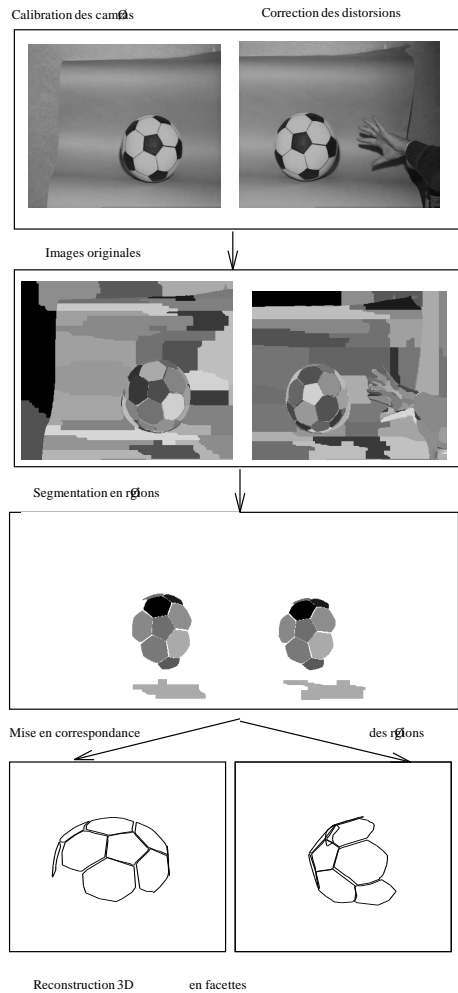 Calibration des camØas Correction des distorsions
Images originales
Segmentation en rØgions
Mise en correspondance des rØgions
Reconstruction 3D en facettes